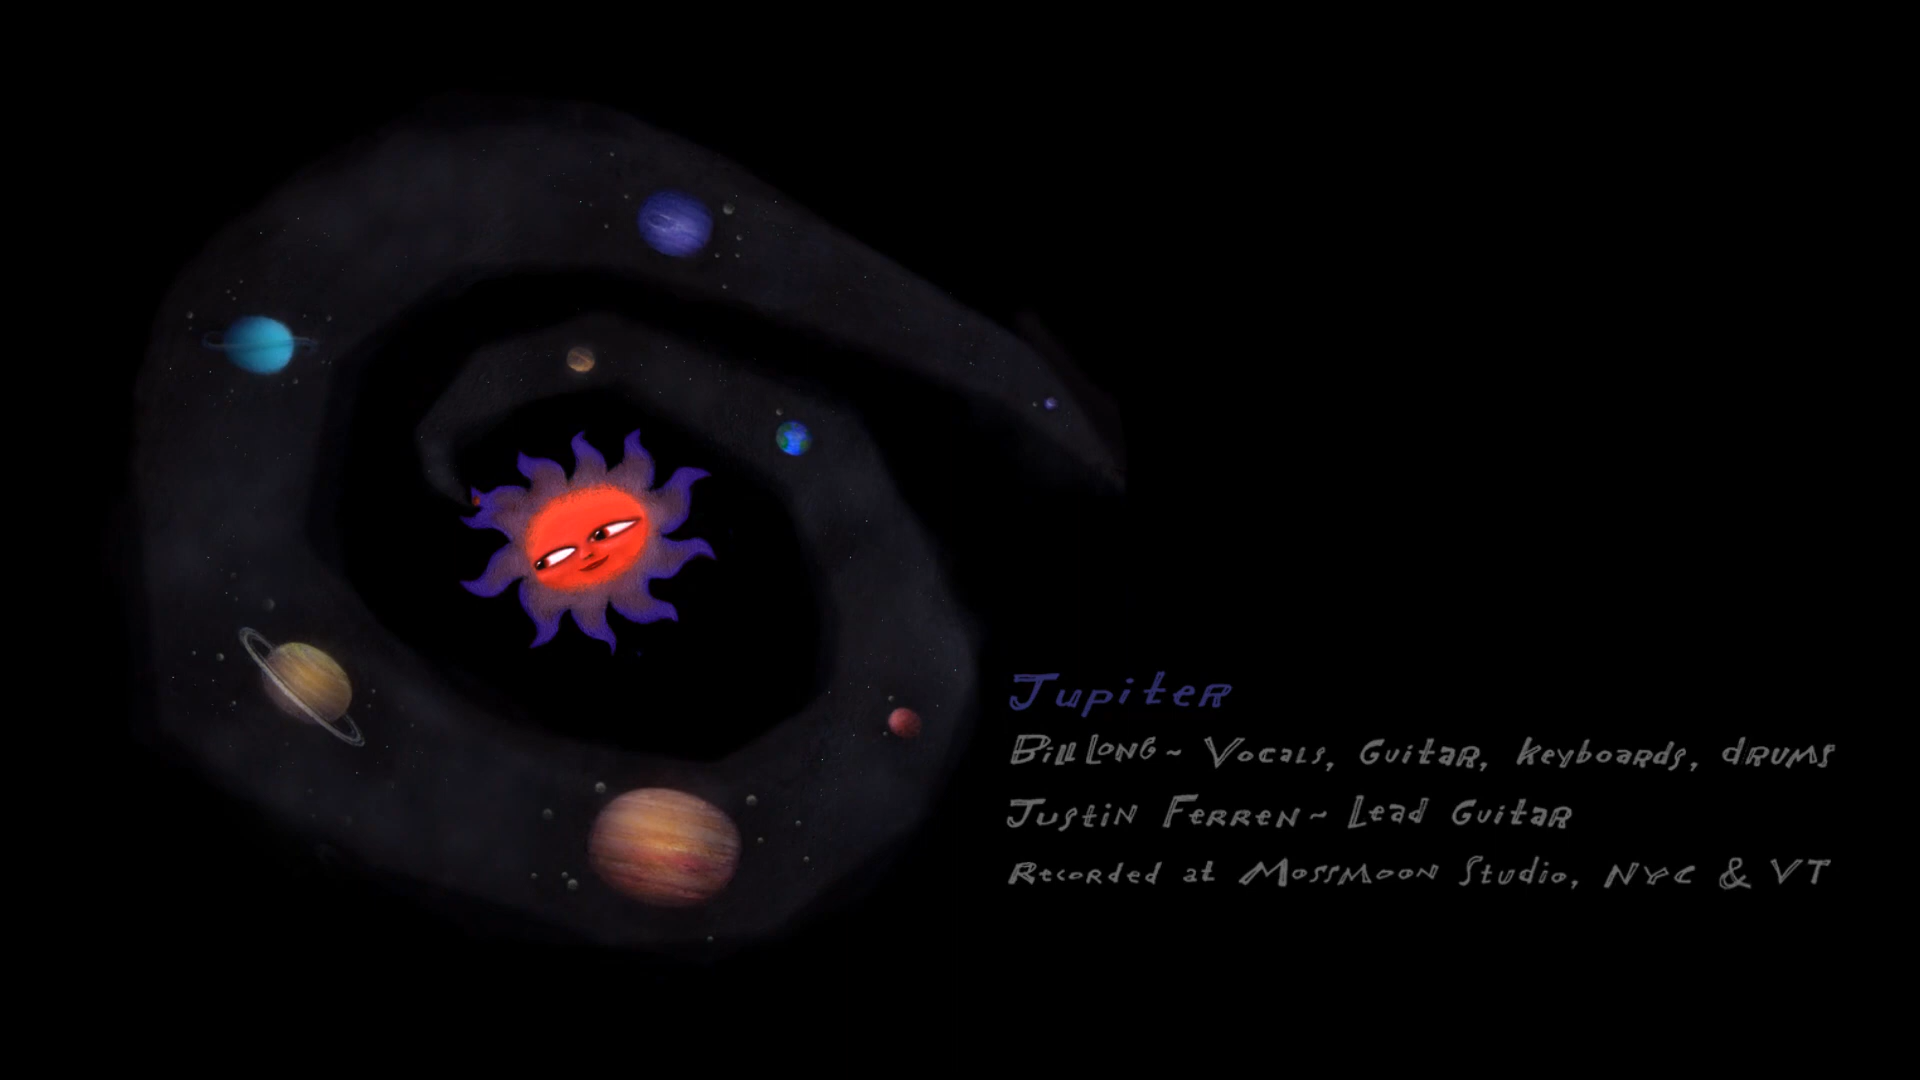 Jupiter
Bill Long ~ Vocals, Guitar, keyboards, drums
Justin Ferren ~ Lead Guitar
Recorded at MossMoon Studio, NYC & VT